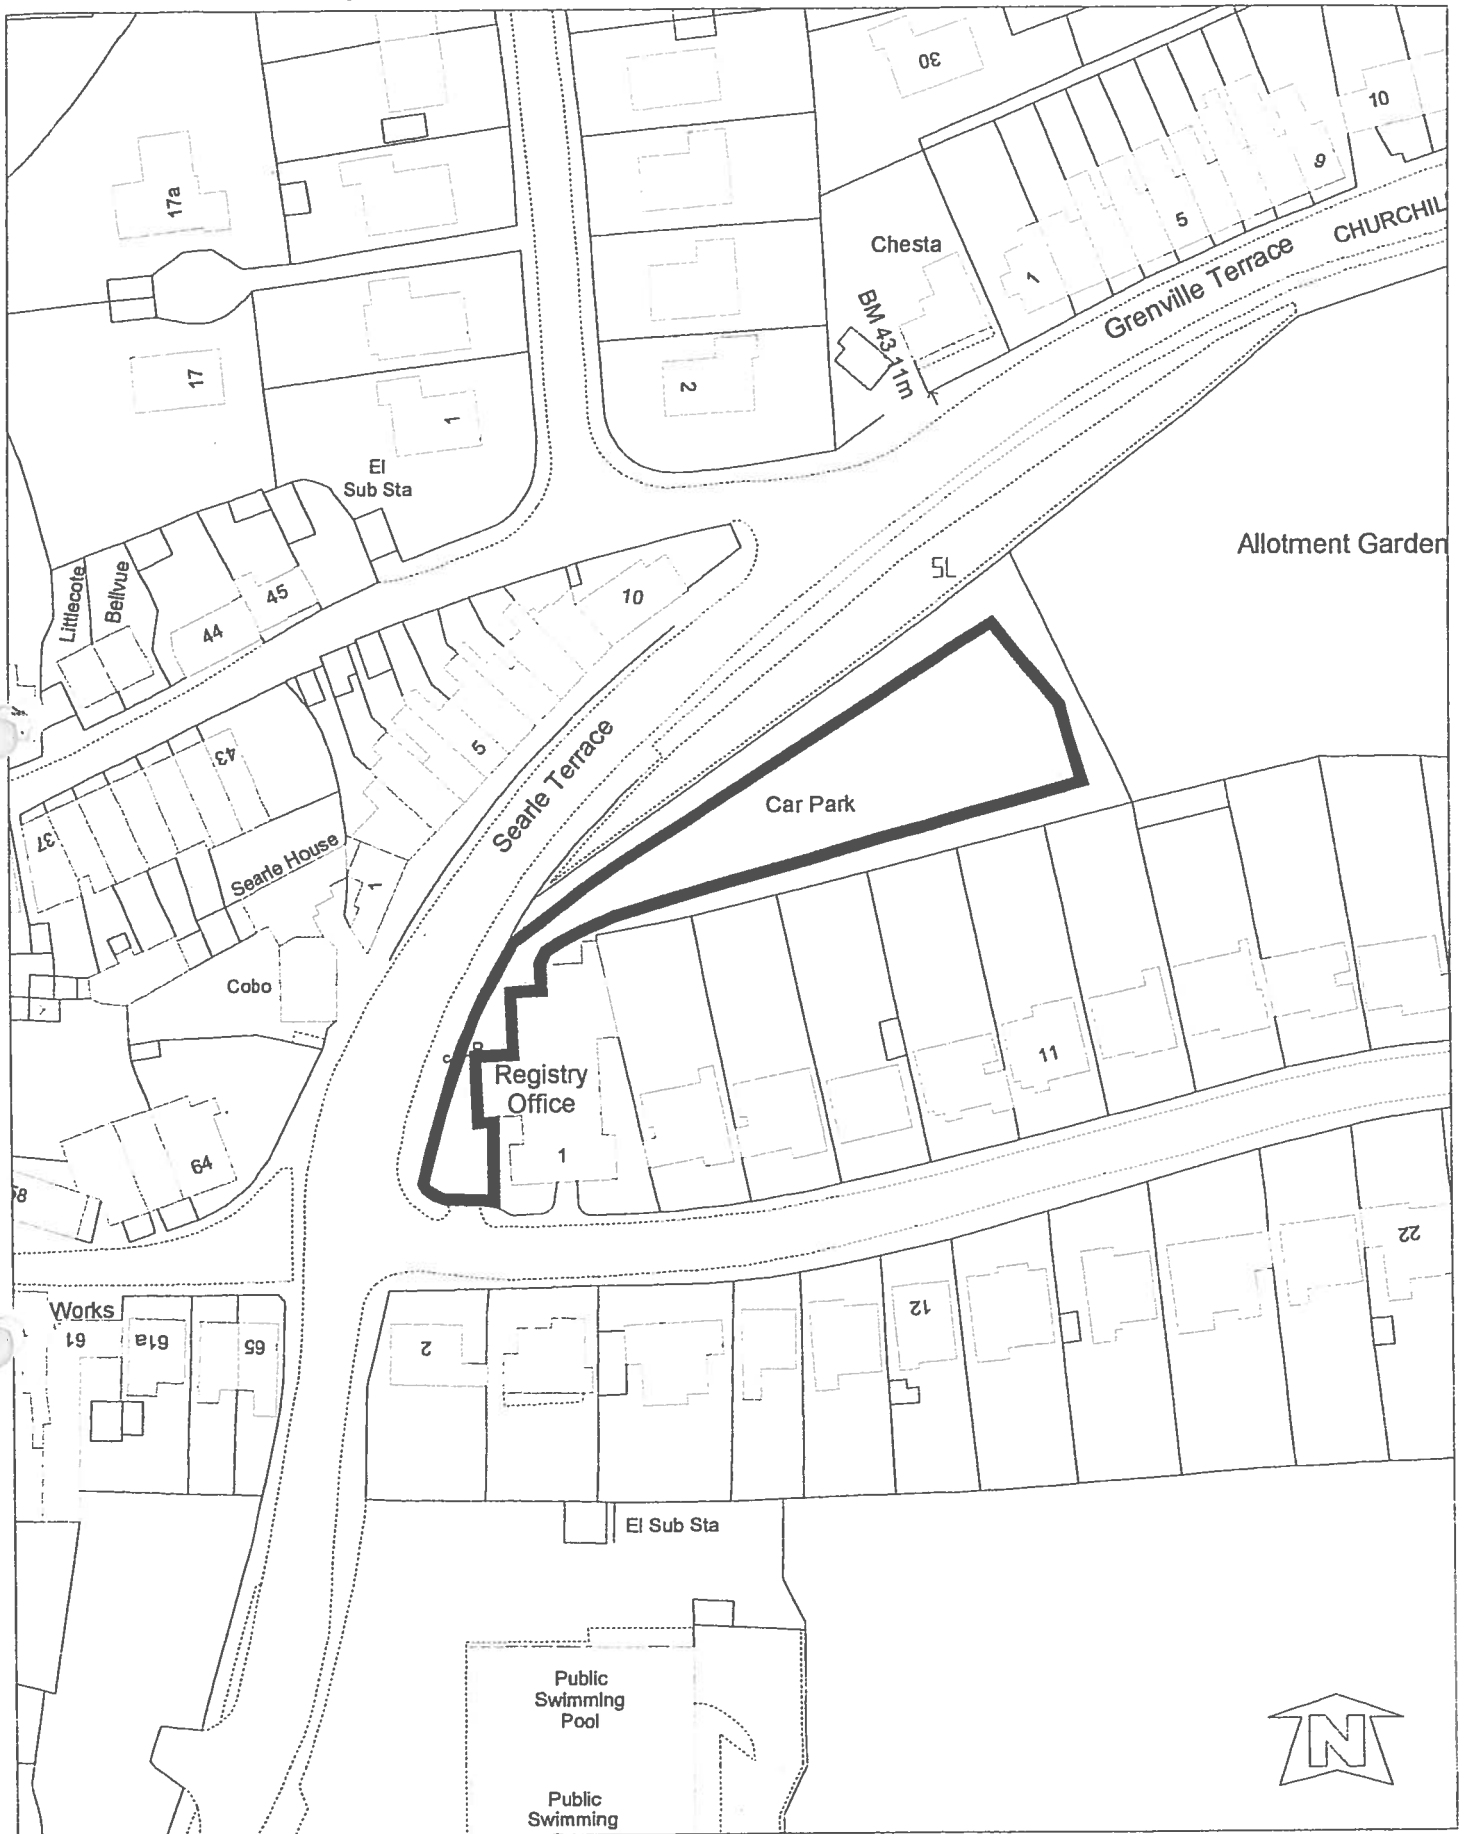 30
10
9
17a
5
CHURCHIL
Chesta
1
Grenville Terrace
BM 43.11m
17
2
1
El
Sub Sta
Allotment Garden
SL
Littlecote
Bellvue
45
10
44
43
5
Searle Terrace
37
Car Park
Searle House
1
Cobo
11
Registry
Office
1
64
58
22
Works
61
61a
65
2
12
El Sub Sta
Public
Swimming
Pool
N
Public
Swimming